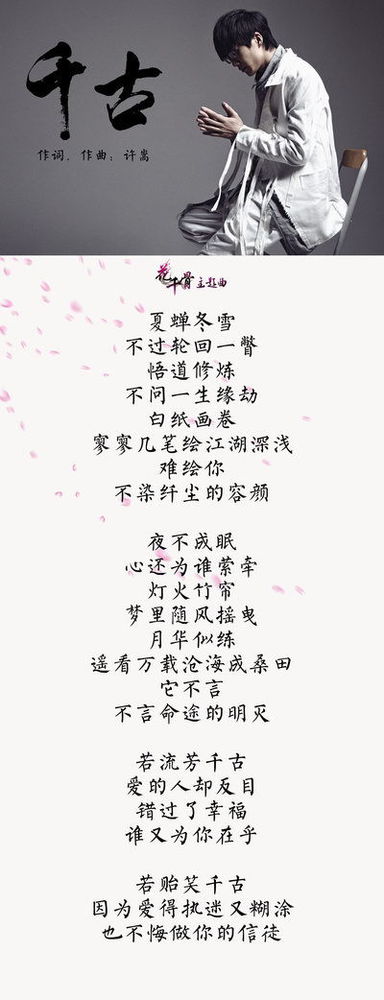 千古
作词，作曲：许嵩
花千骨主题曲
夏蝉冬雪
不过轮回一瞥
悟道修炼
不问一生缘劫
白纸画卷
寥寥几笔绘江湖深浅
难绘你
不染纤尘的容颜
夜不成眠
心还为谁萦牵
灯火竹帘
梦里随风摇曳
月华似练
遥看万载沧海成桑田
它不言
不言命途的明灭
若流芳千古
爱的人却反目
错过了幸福
谁又为你在乎
若贻笑千古
因为爱得执迷又糊涂
也不悔做你的信徒